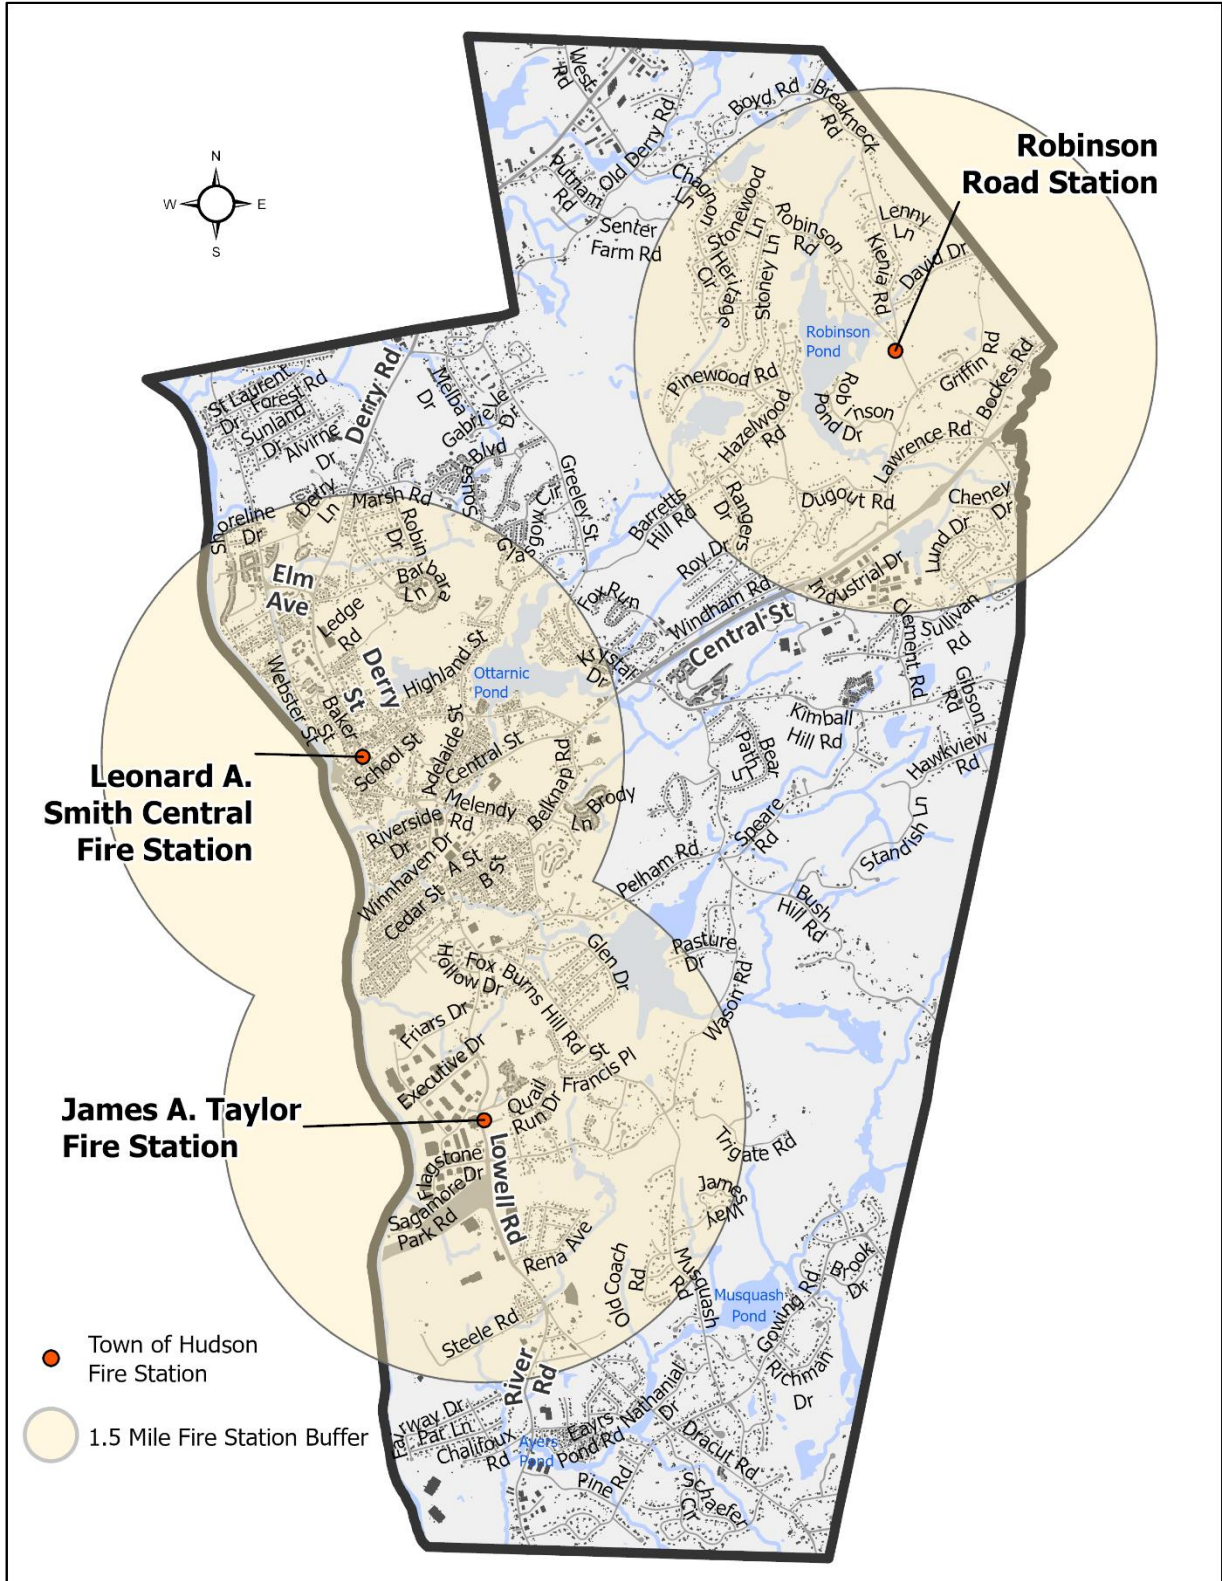 N
W E
S
West
Rd
Boyd Rd
Breakneck
Rd
Old Derry Rd
Putnam
Rd
Chagnon
Ln
Senter
Farm Rd
Stonewood
Ln
Robinson
Rd
Lenny
Ln
Kienia Rd
David Dr
Heritage
Cir
Stoney Ln
Robinson
Road Station
Robinson
Pond
Pinewood Rd
Robinson
Pond Dr
Griffin Rd
Bockes Rd
Hazelwood
Rd
Lawrence Rd
Dugout Rd
Cheney
Dr
Lund Dr
Rangers
Dr
Barretts
Hill Rd
Roy Dr
Industrial Dr
Windham Rd
Central St
Fox Run
Clement Rd
Sullivan
Rd
Gibson
Rd
Kimball
Hill Rd
Hawkview
Rd
St Laurent
Dr
Forest Rd
Sunland
Dr
Alvirne
Dr
Derry Rd
Melba
Dr
Gabrielle
Dr
Sousa Blvd
Greeley St
Glasgow Cir
Marsh Rd
Derry
Ln
Shoreline
Dr
Robin
Dr
Barbara
Ln
Elm
Ave
Ledge
Rd
Derry
St
Highland St
Ottarnic
Pond
Krystal
Dr
Webster St
Baker
St
School St
Adelaide St
Central St
Leonard A.
Smith Central
Fire Station
Belknap Rd
Melendy
Rd
Brody
Ln
Riverside
Dr
Winnhaven Dr
A St
B St
Cedar St
Bear
Path
Ln
Speare
Rd
Standish Ln
Pelham Rd
Bush
Hill Rd
Pasture
Dr
Wason Rd
Glen Dr
Fox
Hollow Dr
Burns Hill Rd
Friars Dr
Executive Dr
St
Francis Pl
Quail
Run Dr
James A. Taylor
Fire Station
Flagstone
Dr
Lowell Rd
Sagamore
Park Rd
Trigate Rd
James
Way
Rena Ave
Old Coach
Rd
Musquash
Rd
Musquash
Pond
Gowing Rd
Brook
Dr
Richman
Dr
Steele Rd
River
Rd
Fairway Dr
Par Ln
Chalifoux
Rd
Ayers
Pond
Eayrs
Pond Rd
Nathanial
Dr
Dracut Rd
Pine Rd
Schaefer
Cir
Town of Hudson
Fire Station
1.5 Mile Fire Station Buffer